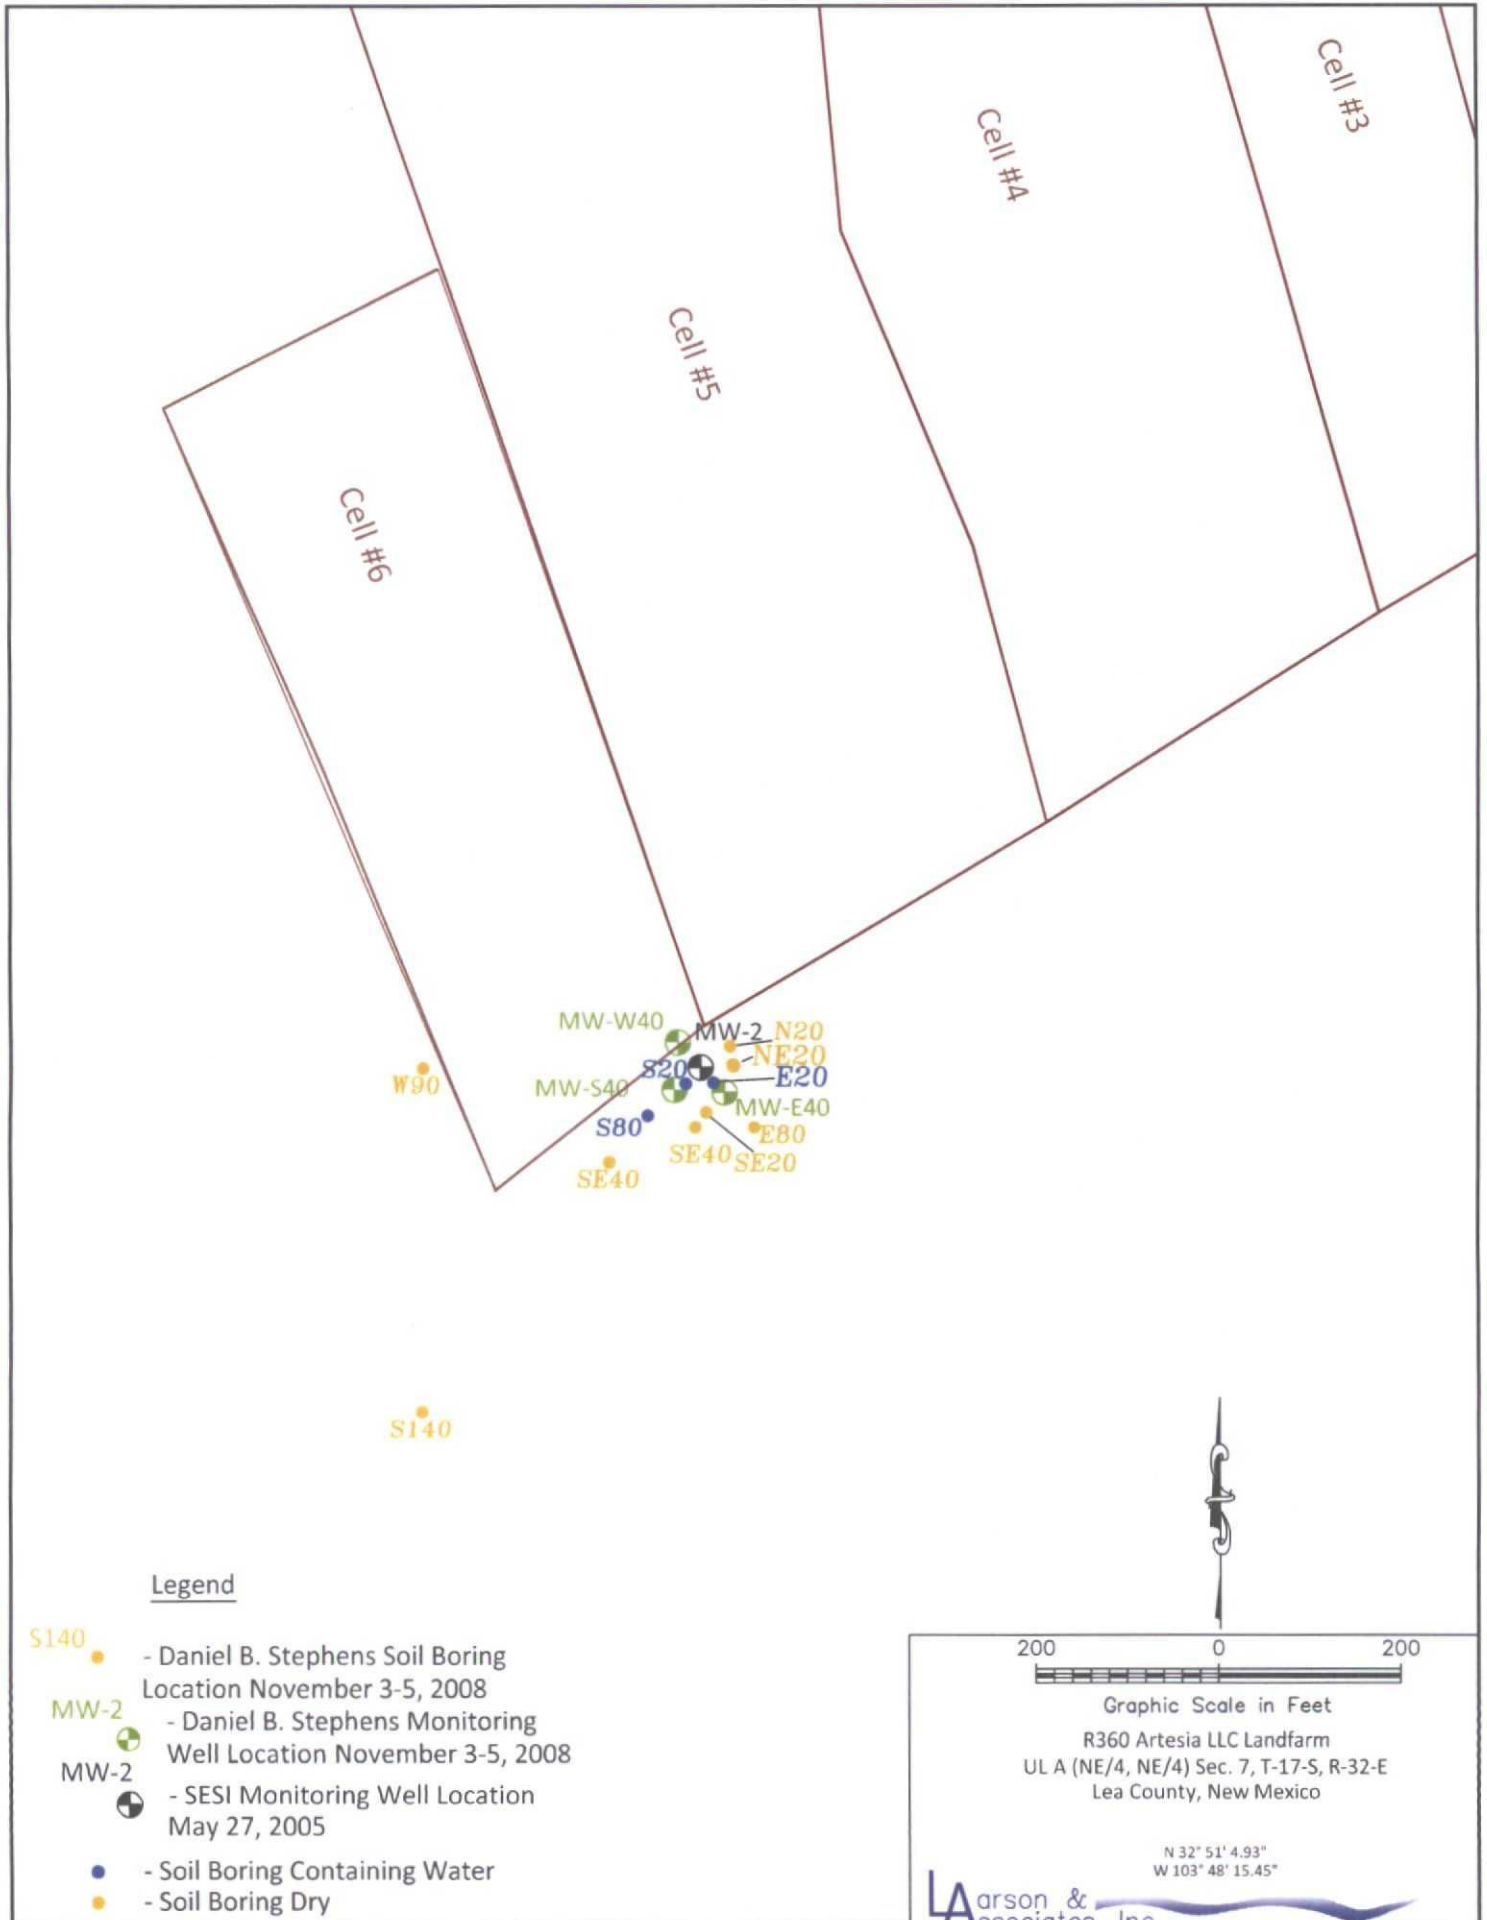 Cell #3
Cell #4
Cell #5
Cell #6
MW-W40
MW-2
N20
NE20
S20
E20
W90
MW-S40
MW-E40
S80
E80
SE40
SE20
SE40
S140
Legend
S140
- Daniel B. Stephens Soil Boring
Location November 3-5, 2008
MW-2
- Daniel B. Stephens Monitoring
Well Location November 3-5, 2008
MW-2
- SESI Monitoring Well Location
May 27, 2005
- Soil Boring Containing Water
- Soil Boring Dry
200 0 200
Graphic Scale in Feet
R360 Artesia LLC Landfarm
UL A (NE/4, NE/4) Sec. 7, T-17-S, R-32-E
Lea County, New Mexico
N 32° 51' 4.93"
W 103° 48' 15.45"
Larson &
Associates, Inc.